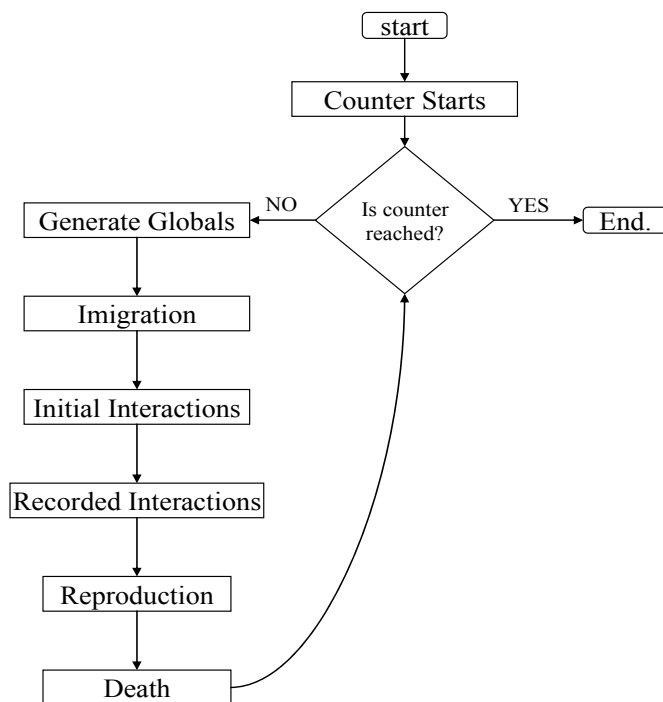 start
Counter Starts
Is counter
reached?
NO
YES
Generate Globals
End.
Imigration
Initial Interactions
Recorded Interactions
Reproduction
Death